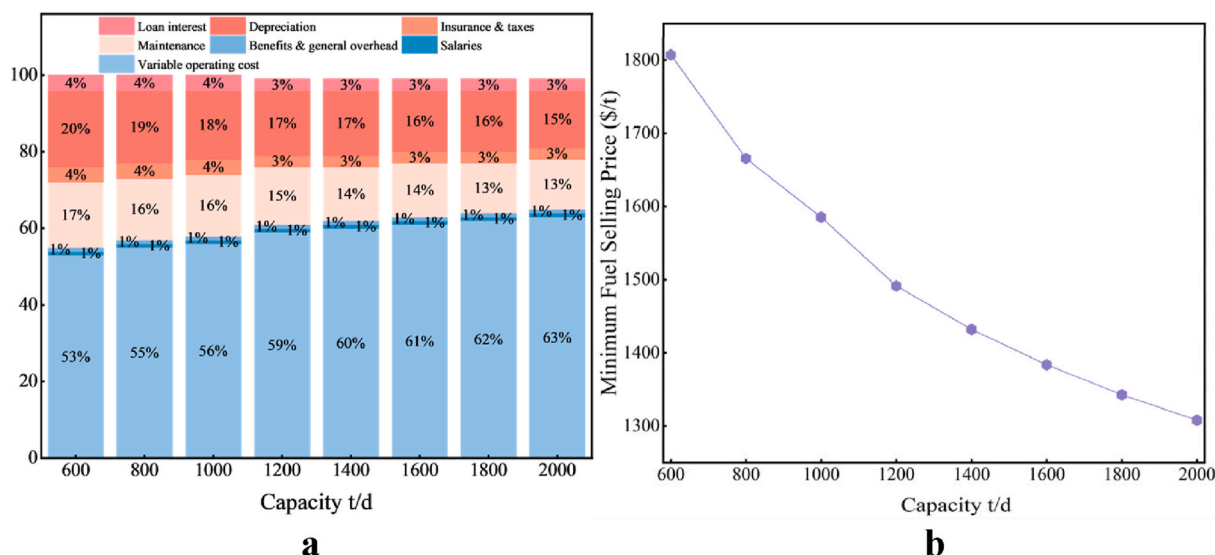 Loan interest Depreciation Insurance & taxes
Maintenance Benefits & general overhead Salaries
Variable operating cost
100
80
60
40
20
0
4% 4% 4% 3% 3% 3% 3% 3%
20% 19% 18% 17% 17% 16% 16% 15%
4% 4% 4% 3% 3% 3% 3% 3%
17% 16% 16% 15% 14% 14% 13% 13%
1% 1% 1% 1% 1% 1% 1% 1% 1% 1% 1% 1% 1% 1% 1% 1%
53% 55% 56% 59% 60% 61% 62% 63%
600 800 1000 1200 1400 1600 1800 2000
Capacity t/d
a
Minimum Fuel Selling Price ($/t)
1800
1700
1600
1500
1400
1300
600 800 1000 1200 1400 1600 1800 2000
Capacity t/d
b